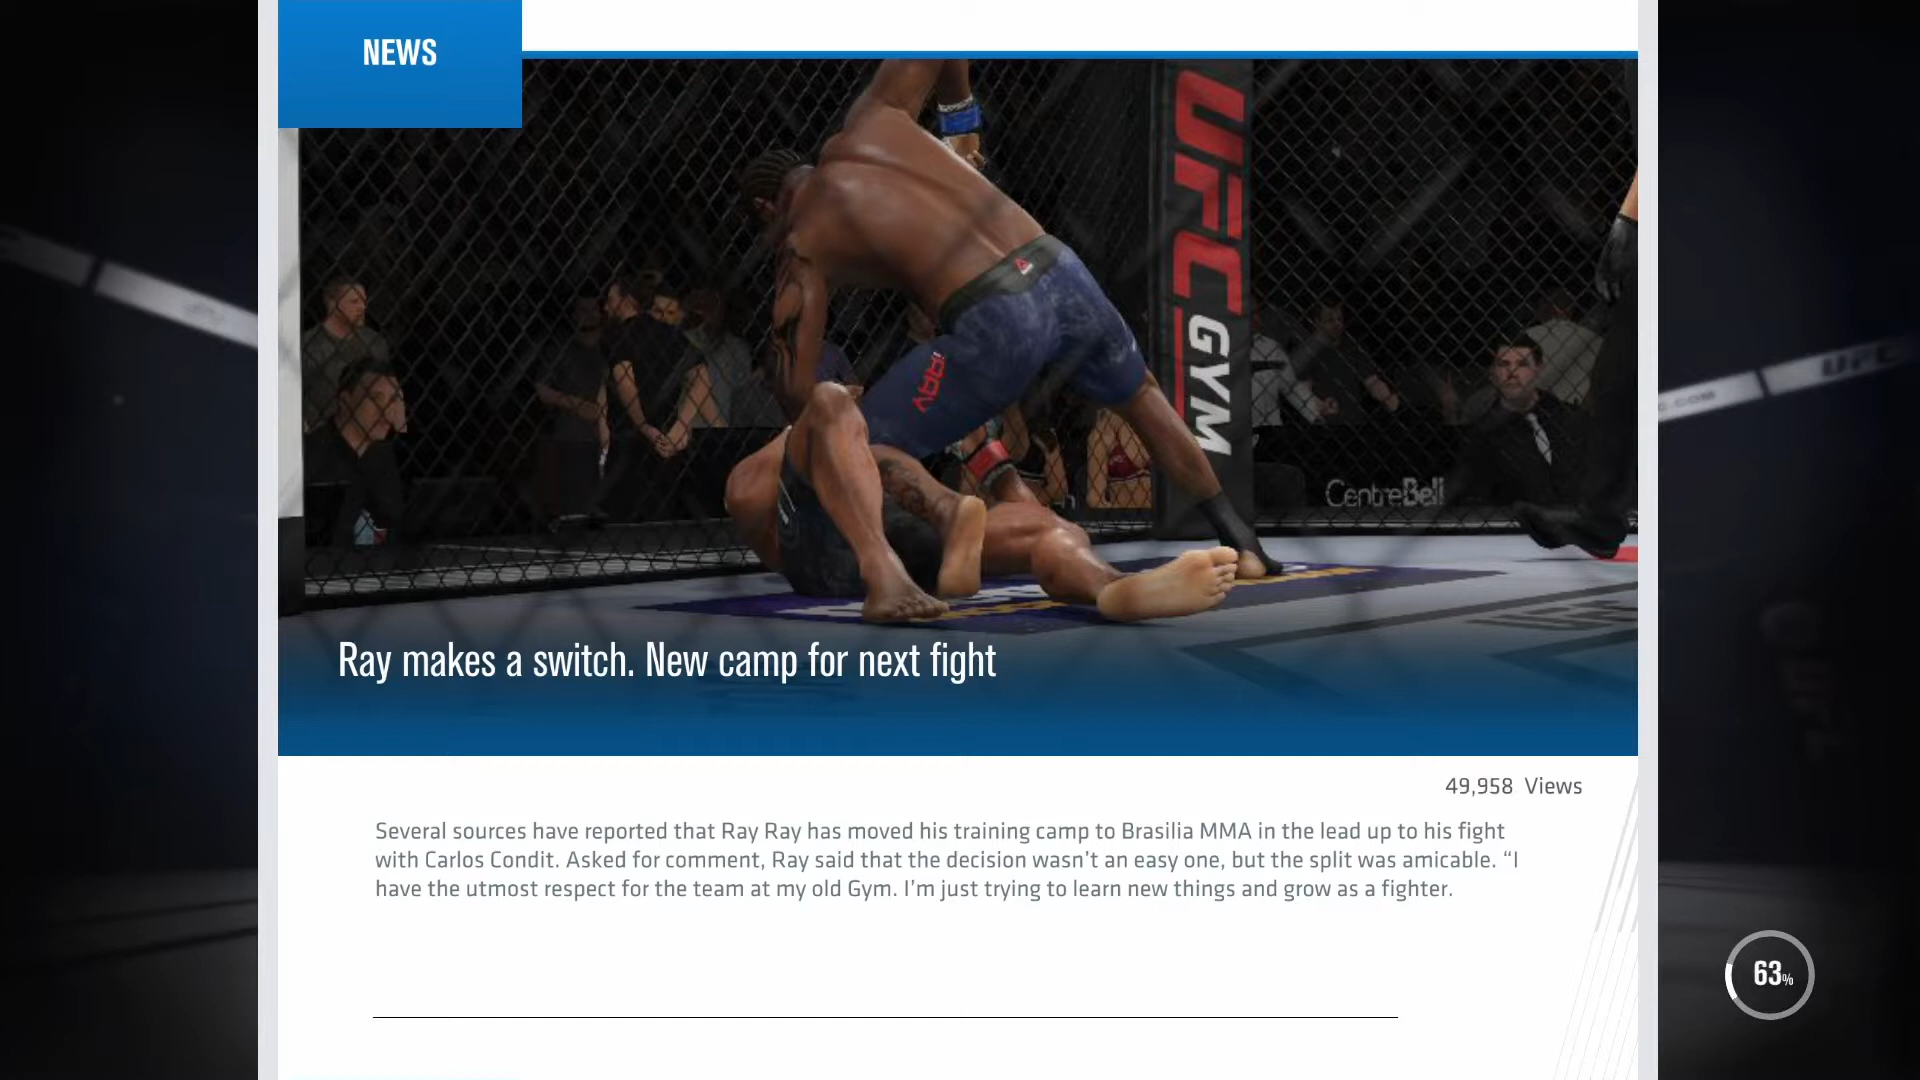 NEWS
UFC GYM
RAY
CentreBell
Ray makes a switch. New camp for next fight
49,958 Views
Several sources have reported that Ray Ray has moved his training camp to Brasilia MMA in the lead up to his fight
with Carlos Condit. Asked for comment, Ray said that the decision wasn't an easy one, but the split was amicable. “I
have the utmost respect for the team at my old Gym. I'm just trying to learn new things and grow as a fighter.
63%
UFC
.COM